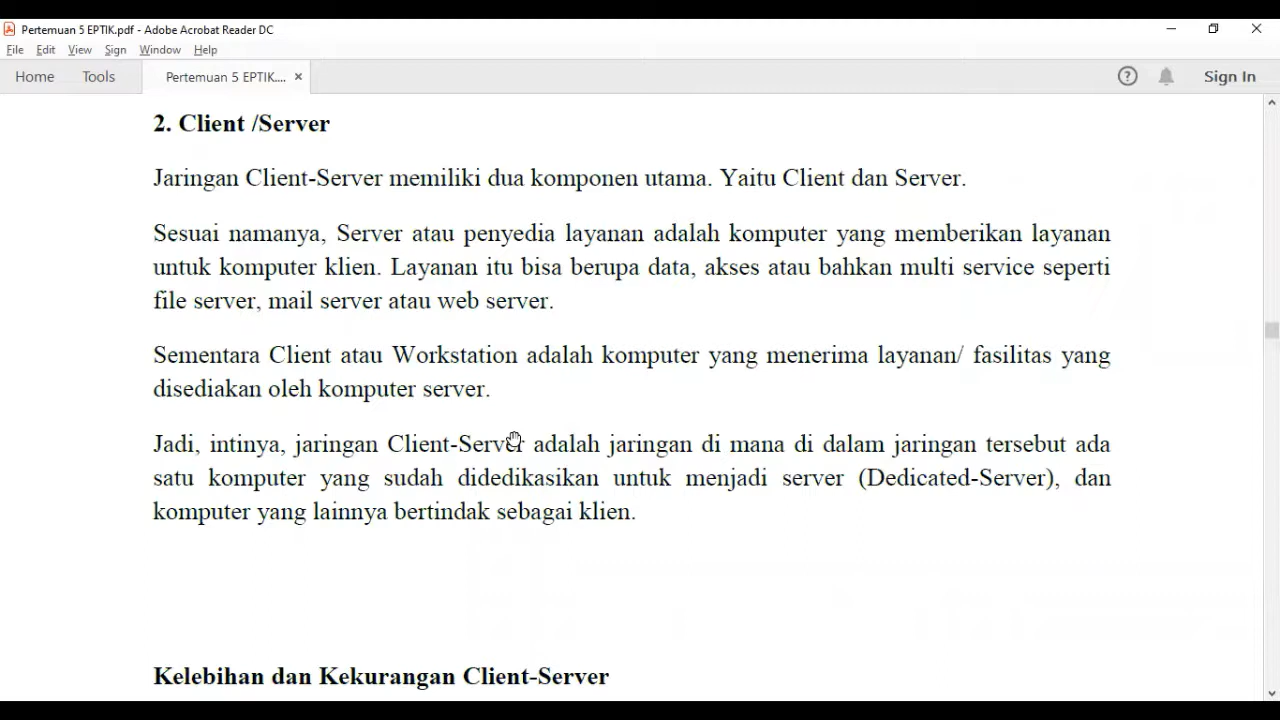 Pertemuan 5 EPTIK.pdf - Adobe Acrobat Reader DC
File Edit View Sign Window Help
Home Tools Pertemuan 5 EPTIK.... × ? Sign In
2. Client /Server
Jaringan Client-Server memiliki dua komponen utama. Yaitu Client dan Server.
Sesuai namanya, Server atau penyedia layanan adalah komputer yang memberikan layanan
untuk komputer klien. Layanan itu bisa berupa data, akses atau bahkan multi service seperti
file server, mail server atau web server.
Sementara Client atau Workstation adalah komputer yang menerima layanan/ fasilitas yang
disediakan oleh komputer server.
Jadi, intinya, jaringan Client-Server adalah jaringan di mana di dalam jaringan tersebut ada
satu komputer yang sudah didedikasikan untuk menjadi server (Dedicated-Server), dan
komputer yang lainnya bertindak sebagai klien.
Kelebihan dan Kekurangan Client-Server